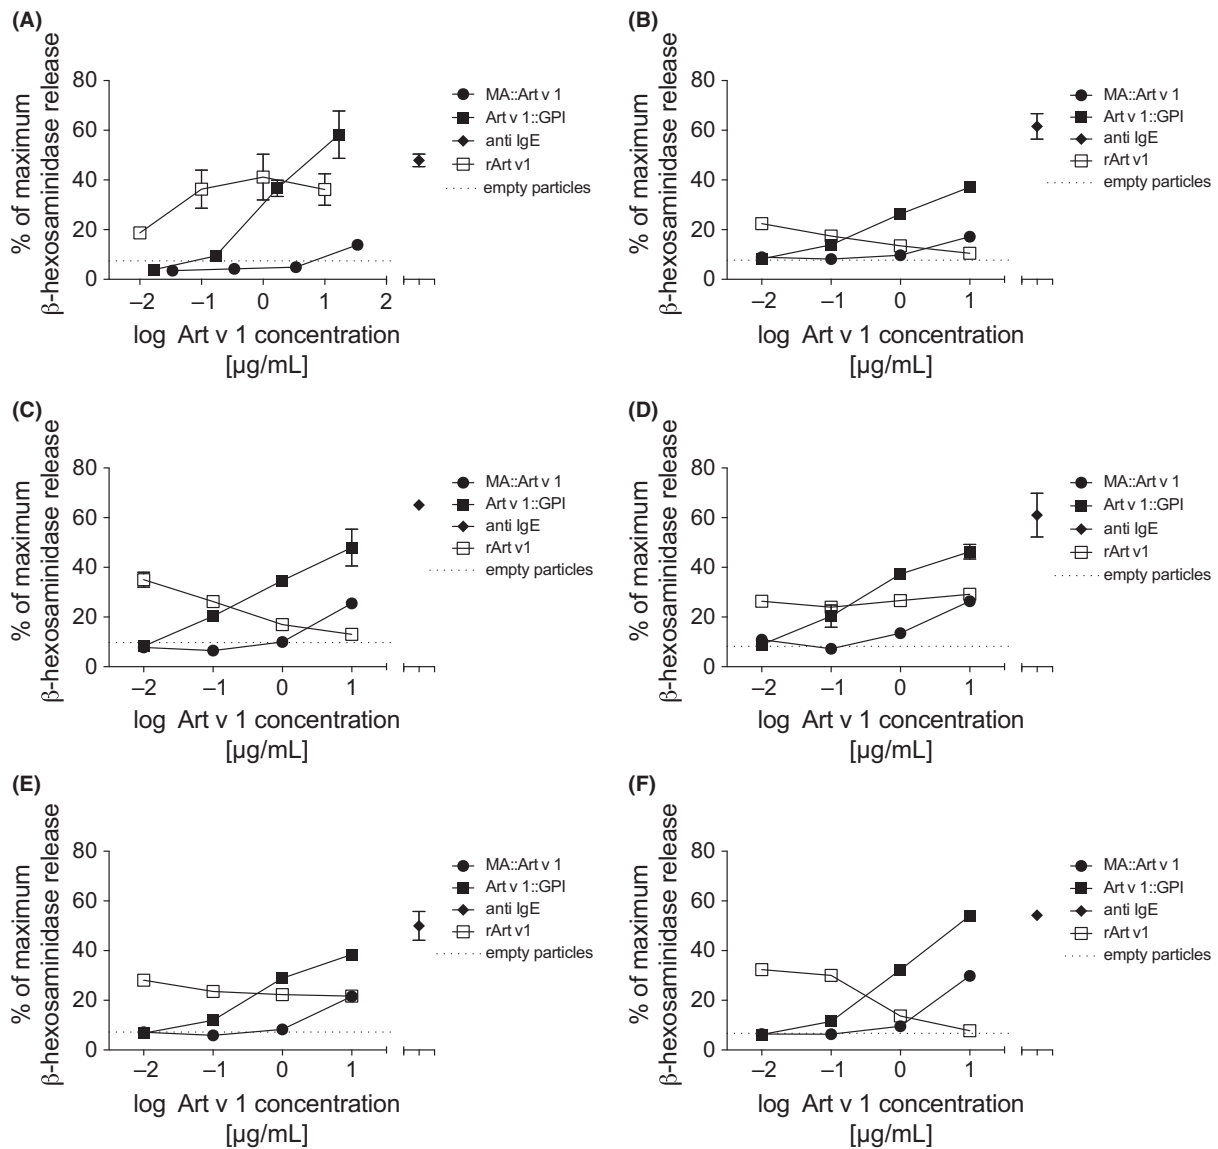 (A)
% of maximum
β-hexosaminidase release
80
60
40
20
0
–2
–1
0
1
2
log Art v 1 concentration
[µg/mL]
MA::Art v 1
Art v 1::GPI
anti IgE
rArt v1
empty particles
(B)
% of maximum
β-hexosaminidase release
80
60
40
20
0
–2
–1
0
1
log Art v 1 concentration
[µg/mL]
MA::Art v 1
Art v 1::GPI
anti IgE
rArt v1
empty particles
(C)
% of maximum
β-hexosaminidase release
80
60
40
20
0
–2
–1
0
1
log Art v 1 concentration
[µg/mL]
MA::Art v 1
Art v 1::GPI
anti IgE
rArt v1
empty particles
(D)
% of maximum
β-hexosaminidase release
80
60
40
20
0
–2
–1
0
1
log Art v 1 concentration
[µg/mL]
MA::Art v 1
Art v 1::GPI
anti IgE
rArt v1
empty particles
(E)
% of maximum
β-hexosaminidase release
80
60
40
20
0
–2
–1
0
1
log Art v 1 concentration
[µg/mL]
MA::Art v 1
Art v 1::GPI
anti IgE
rArt v1
empty particles
(F)
% of maximum
β-hexosaminidase release
80
60
40
20
0
–2
–1
0
1
log Art v 1 concentration
[µg/mL]
MA::Art v 1
Art v 1::GPI
anti IgE
rArt v1
empty particles